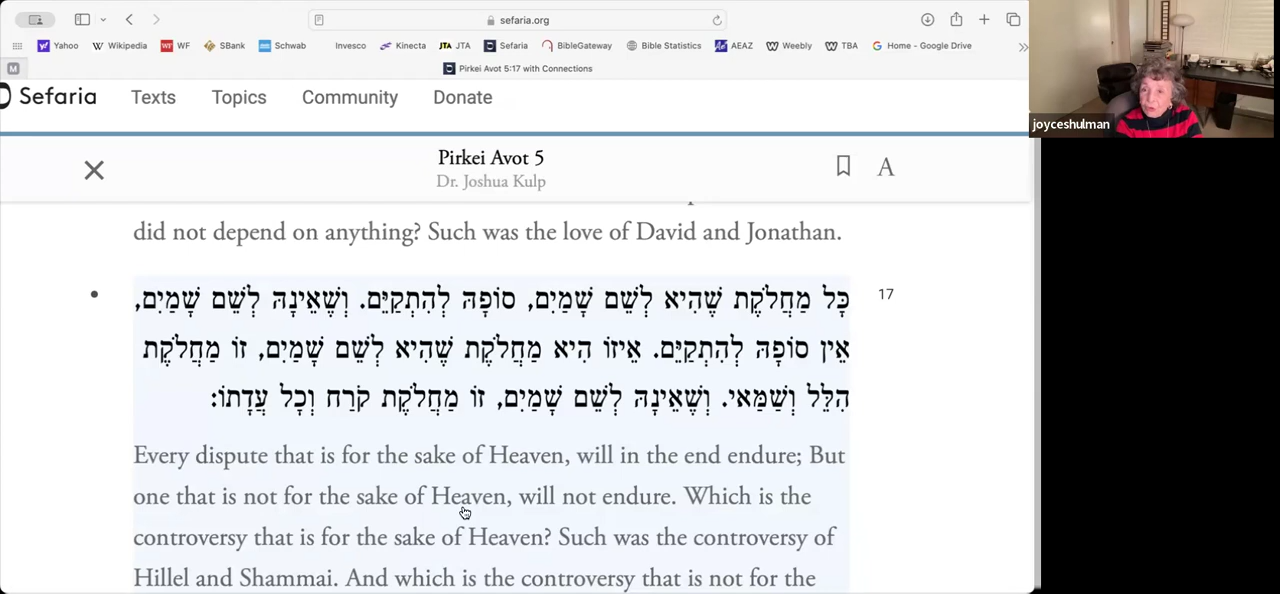 sefaria.org
Yahoo Wikipedia WF SBank Schwab Invesco Kinecta JTA Sefaria BibleGateway Bible Statistics AEAZ Weebly TBA Home - Google Drive
M Pirkei Avot 5:17 with Connections
Sefaria Texts Topics Community Donate
joyceshulman
Pirkei Avot 5
Dr. Joshua Kulp
A
did not depend on anything? Such was the love of David and Jonathan.
17
כָּל מַחֲלֹקֶת שֶׁהִיא לְשֵׁם שָׁמַיִם, סוֹפָהּ לְהִתְקַיֵּם. וְשֶׁאֵינָהּ לְשֵׁם שָׁמַיִם,
אֵין סוֹפָהּ לְהִתְקַיֵּם. אֵיזוֹ הִיא מַחֲלֹקֶת שֶׁהִיא לְשֵׁם שָׁמַיִם, זוֹ מַחֲלֹקֶת
הִלֵּל וְשַׁמַּאי. וְשֶׁאֵינָהּ לְשֵׁם שָׁמַיִם, זוֹ מַחֲלֹקֶת קֹרַח וְכָל עֲדָתוֹ:
Every dispute that is for the sake of Heaven, will in the end endure; But
one that is not for the sake of Heaven, will not endure. Which is the
controversy that is for the sake of Heaven? Such was the controversy of
Hillel and Shammai. And which is the controversy that is not for the